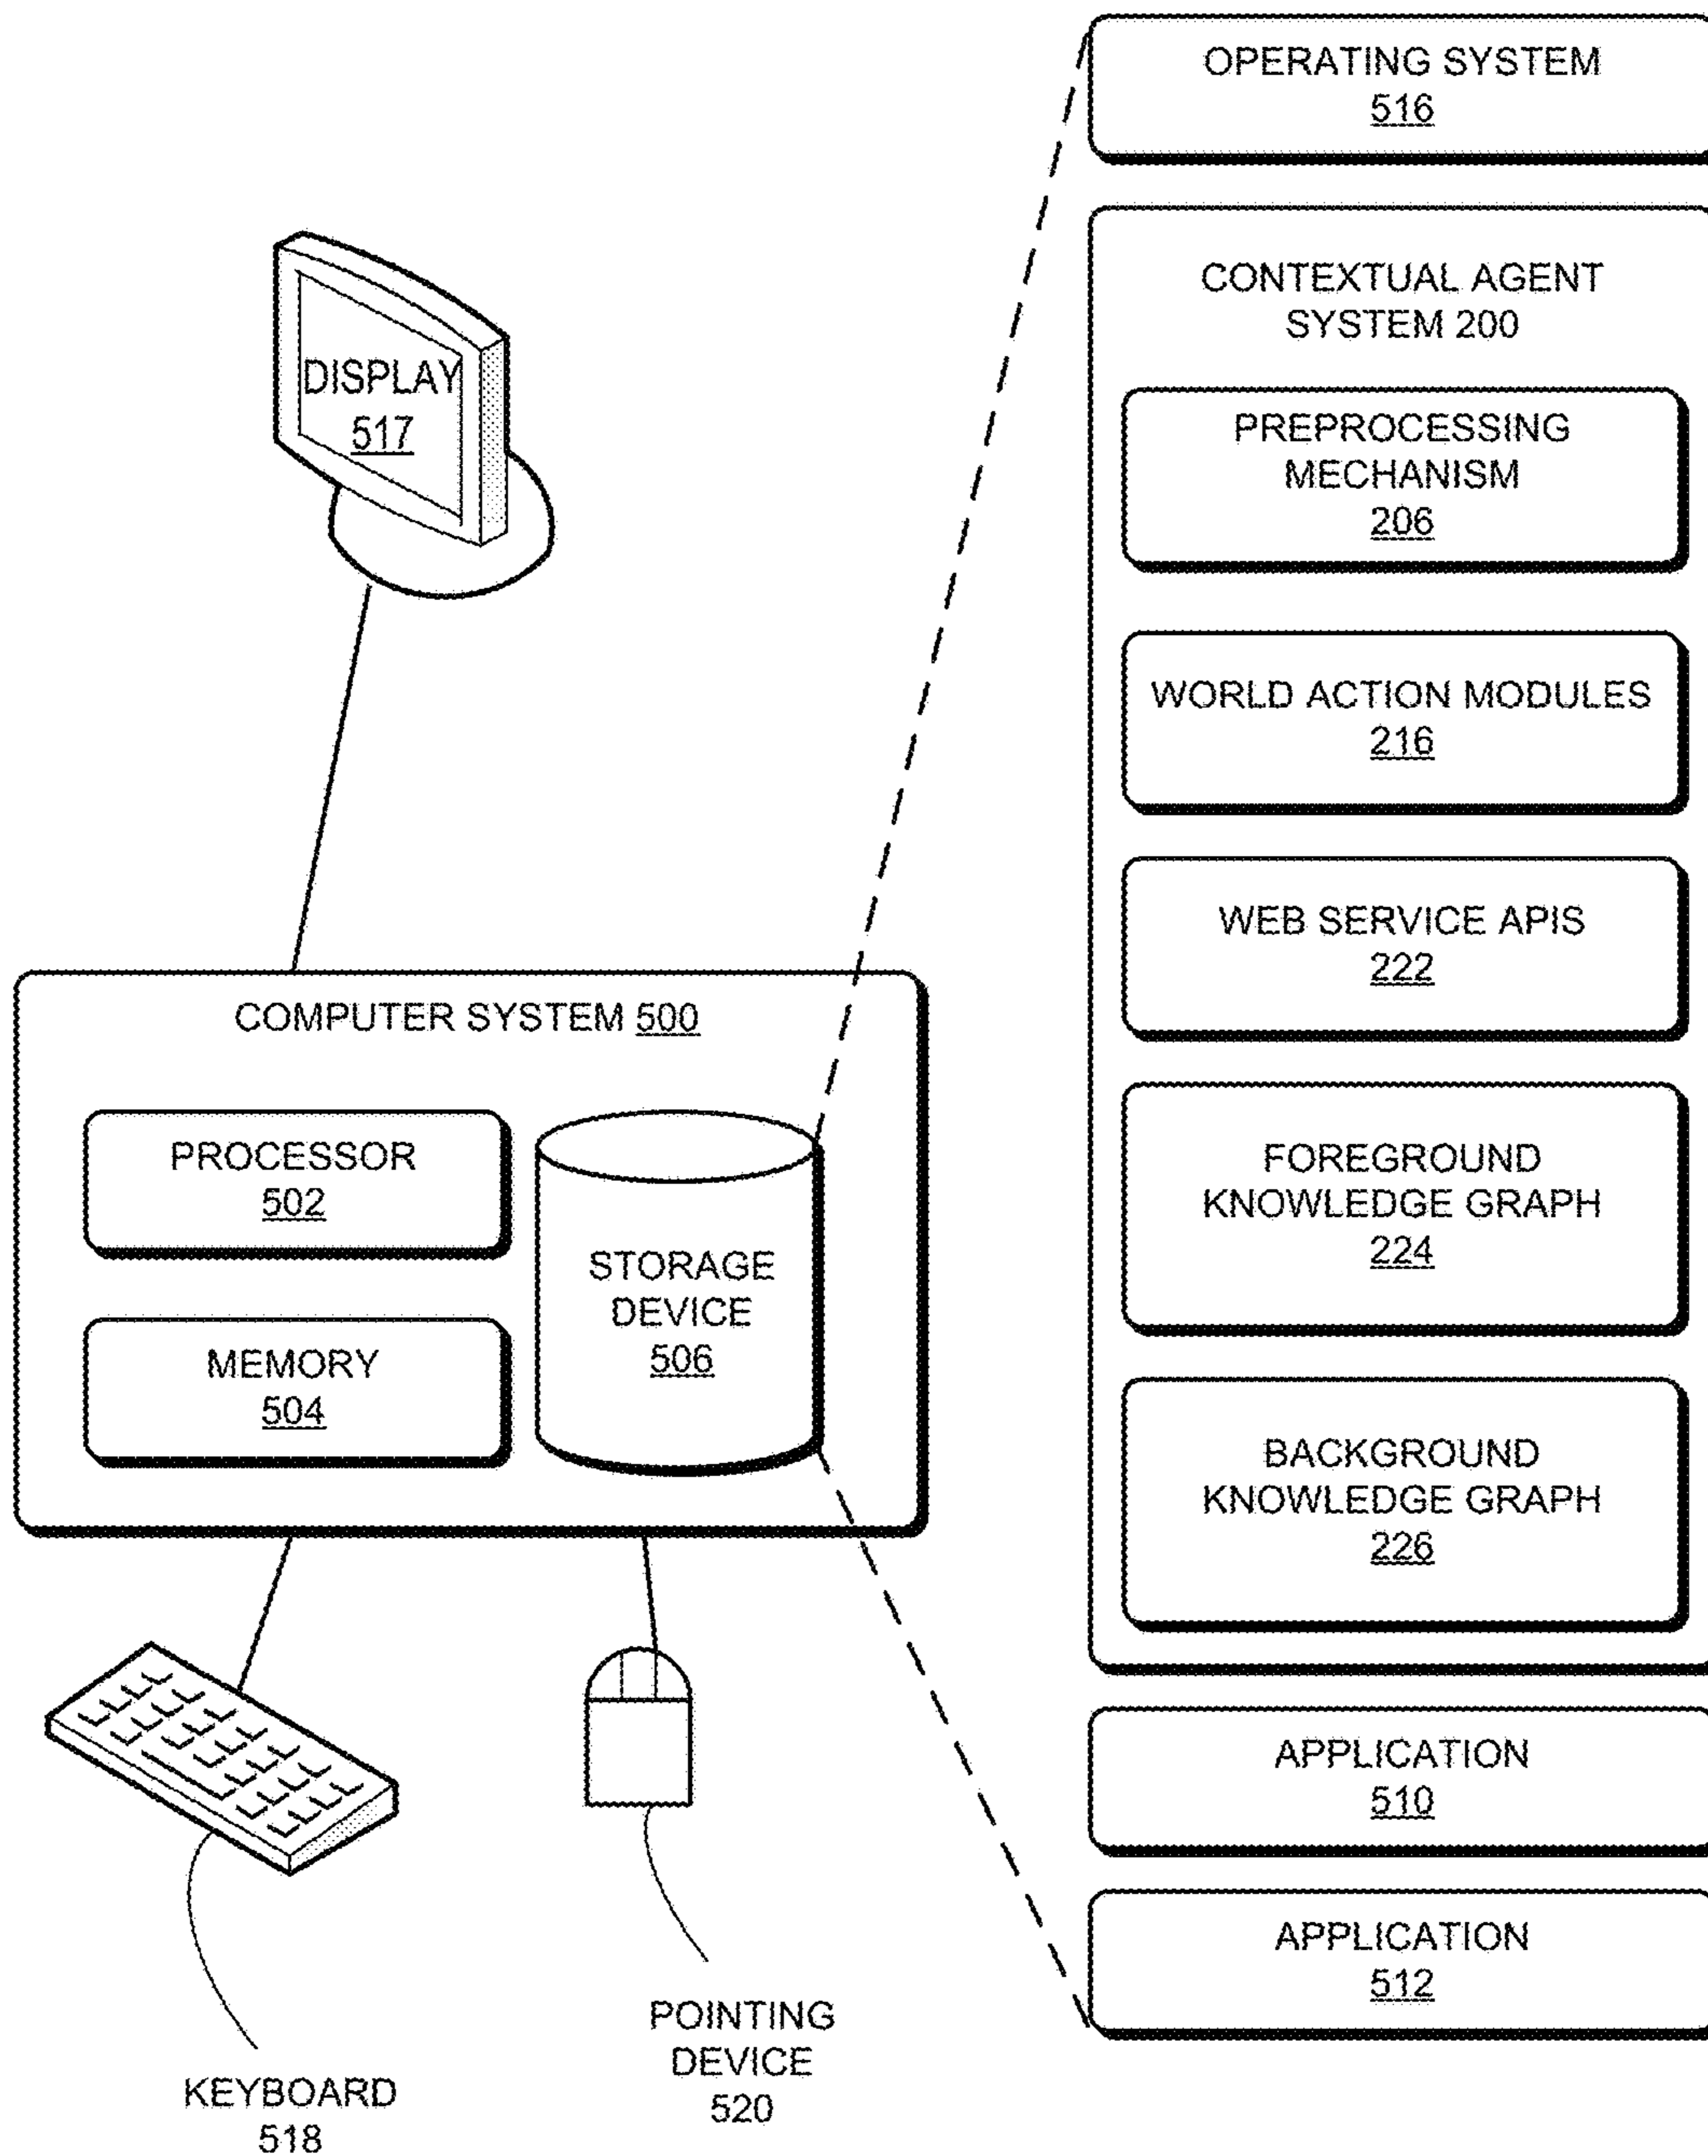 OPERATING SYSTEM
516
CONTEXTUAL AGENT
SYSTEM 200
PREPROCESSING
MECHANISM
206
WORLD ACTION MODULES
216
WEB SERVICE APIS
222
FOREGROUND
KNOWLEDGE GRAPH
224
BACKGROUND
KNOWLEDGE GRAPH
226
APPLICATION
510
APPLICATION
512
DISPLAY
517
COMPUTER SYSTEM 500
PROCESSOR
502
MEMORY
504
STORAGE
DEVICE
506
KEYBOARD
518
POINTING
DEVICE
520